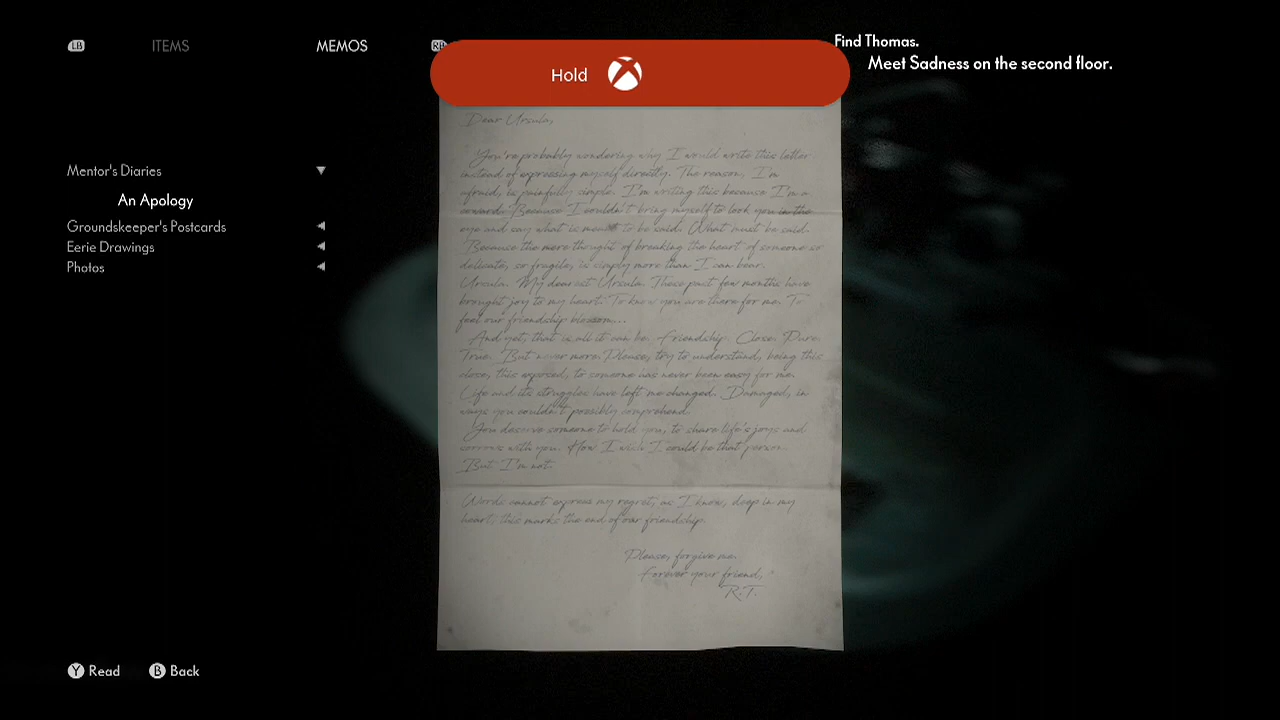 LB
ITEMS
MEMOS
RB
Hold
Find Thomas.
Meet Sadness on the second floor.
Mentor's Diaries
An Apology
Groundskeeper's Postcards
Eerie Drawings
Photos
Dear Ursula,
You're probably wondering why I would write this letter
instead of expressing myself directly. The reason, I'm
afraid, is painfully simple. I'm writing this because I'm a
coward. Because I couldn't bring myself to look you in the
eye and say what is meant to be said. What must be said.
Because the mere thought of breaking the heart of someone so
delicate, so fragile, is simply more than I can bear.
Ursula. My dearest Ursula. These past few months have
brought joy to my heart. To know you are there for me. To
feel our friendship blossom...
And yet, that is all it can be. Friendship. Close. Pure.
True. But never more. Please, try to understand, being this
close, this exposed, to someone has never been easy for me.
Life and its struggles have left me changed. Damaged, in
ways you couldn't possibly comprehend.
You deserve someone to hold you, to share life's joys and
sorrows with you. How I wish I could be that person.
But I'm not.
Words cannot express my regret, as I know, deep in my
heart, this marks the end of our friendship.
Please, forgive me.
Forever your friend,
R.T.
Y Read
B Back